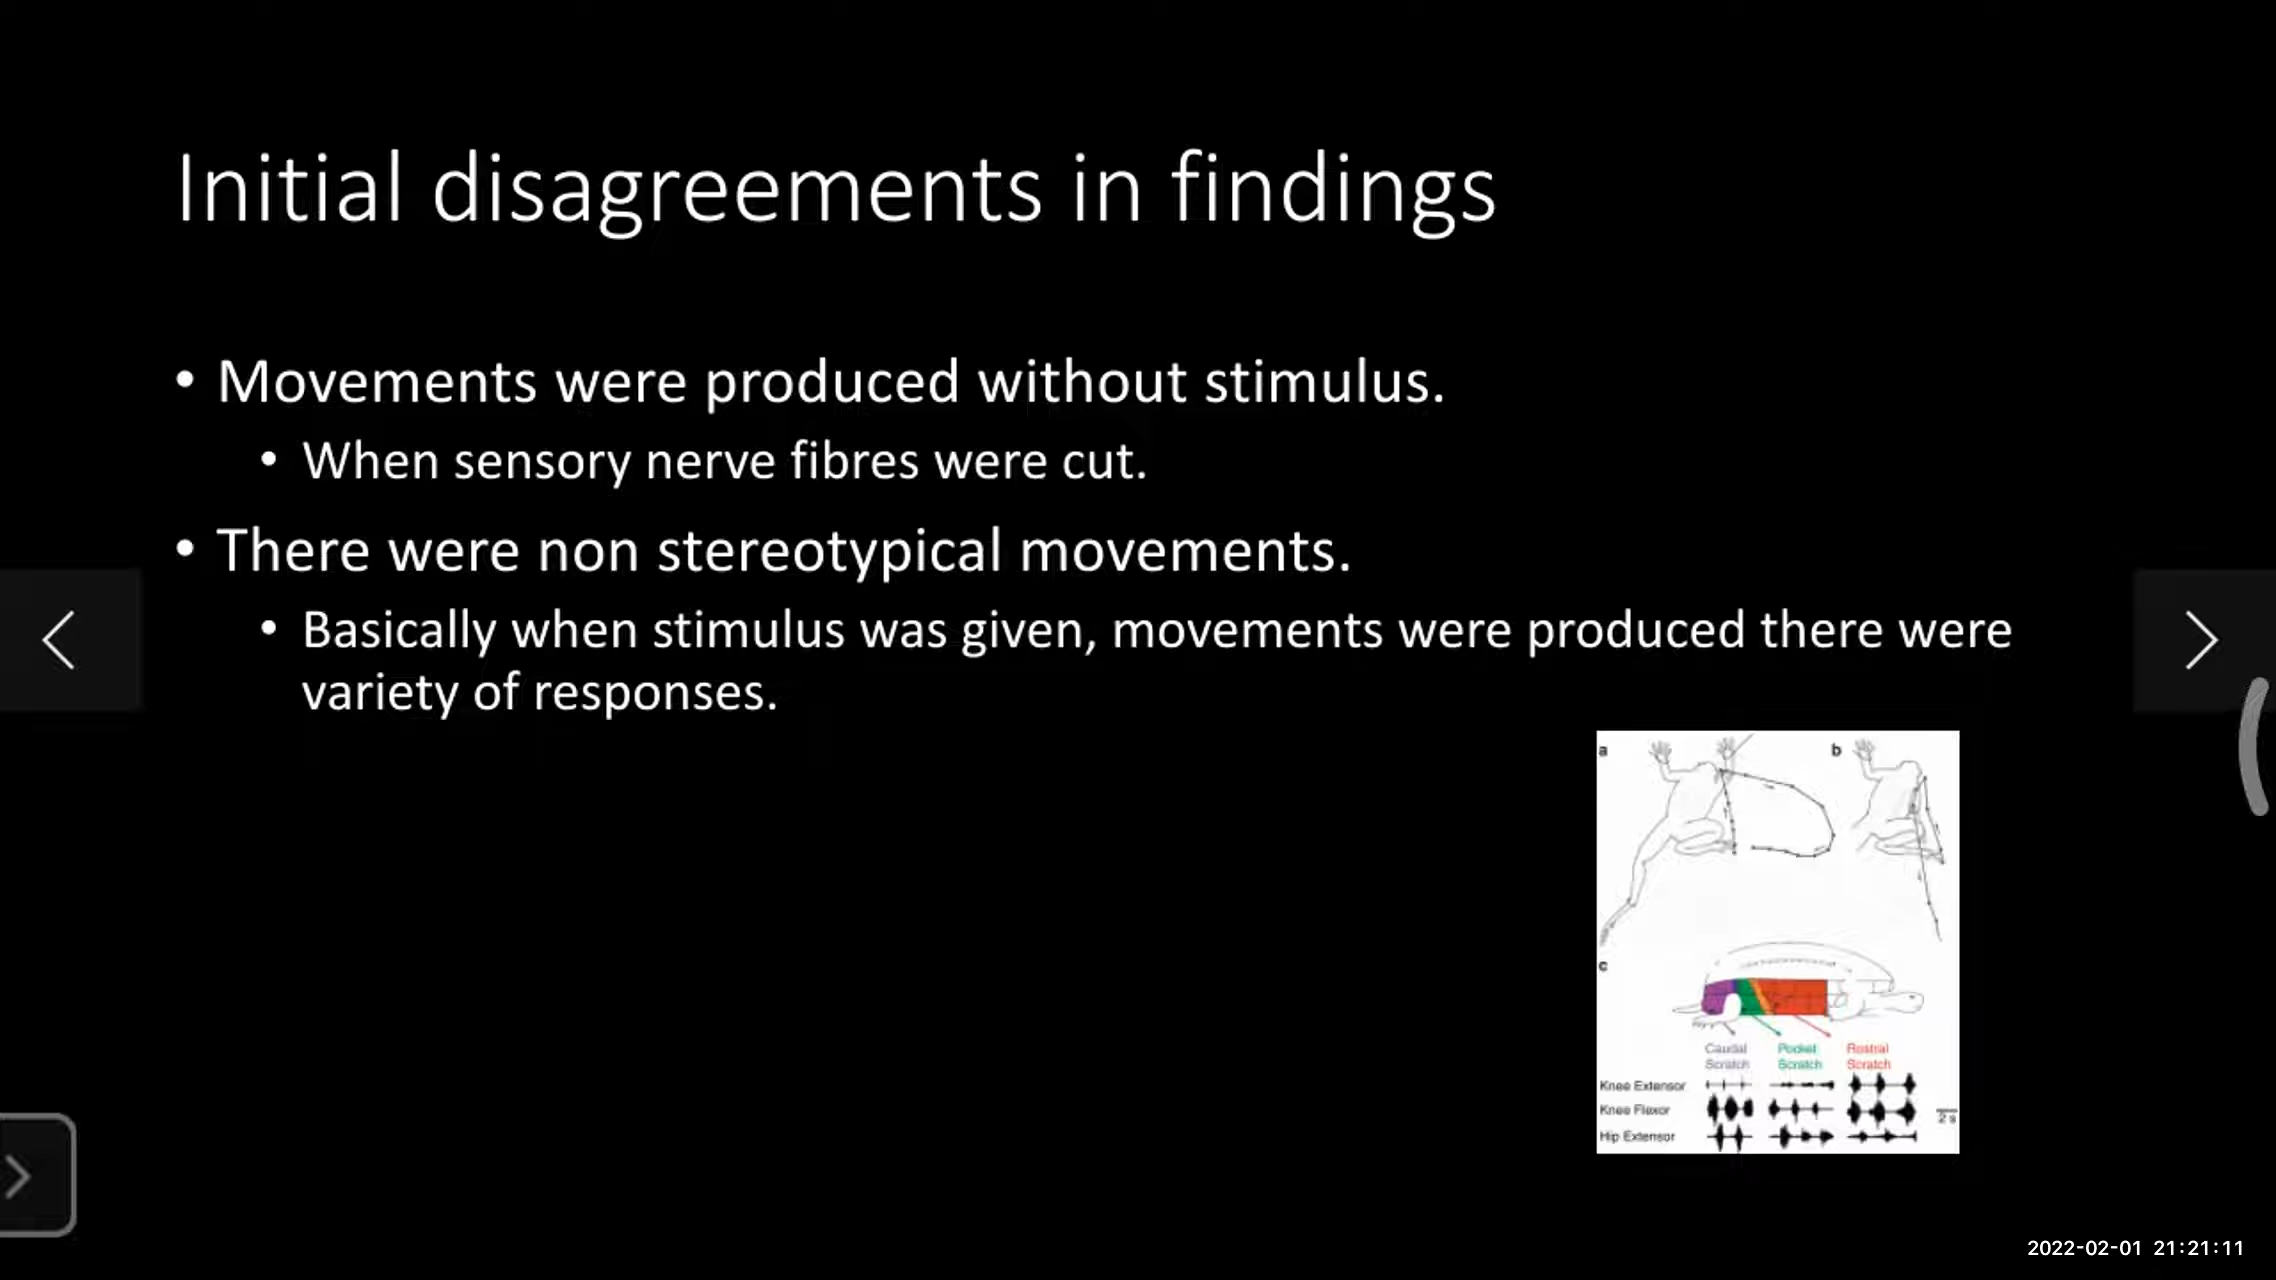 Initial disagreements in findings
• Movements were produced without stimulus.
• When sensory nerve fibres were cut.
• There were non stereotypical movements.
• Basically when stimulus was given, movements were produced there were
variety of responses.
a
b
c
Caudal Pocket Rostral
Scratch Scratch Scratch
Knee Extensor
Knee Flexor
2 s
Hip Extensor
2022-02-01 21:21:11